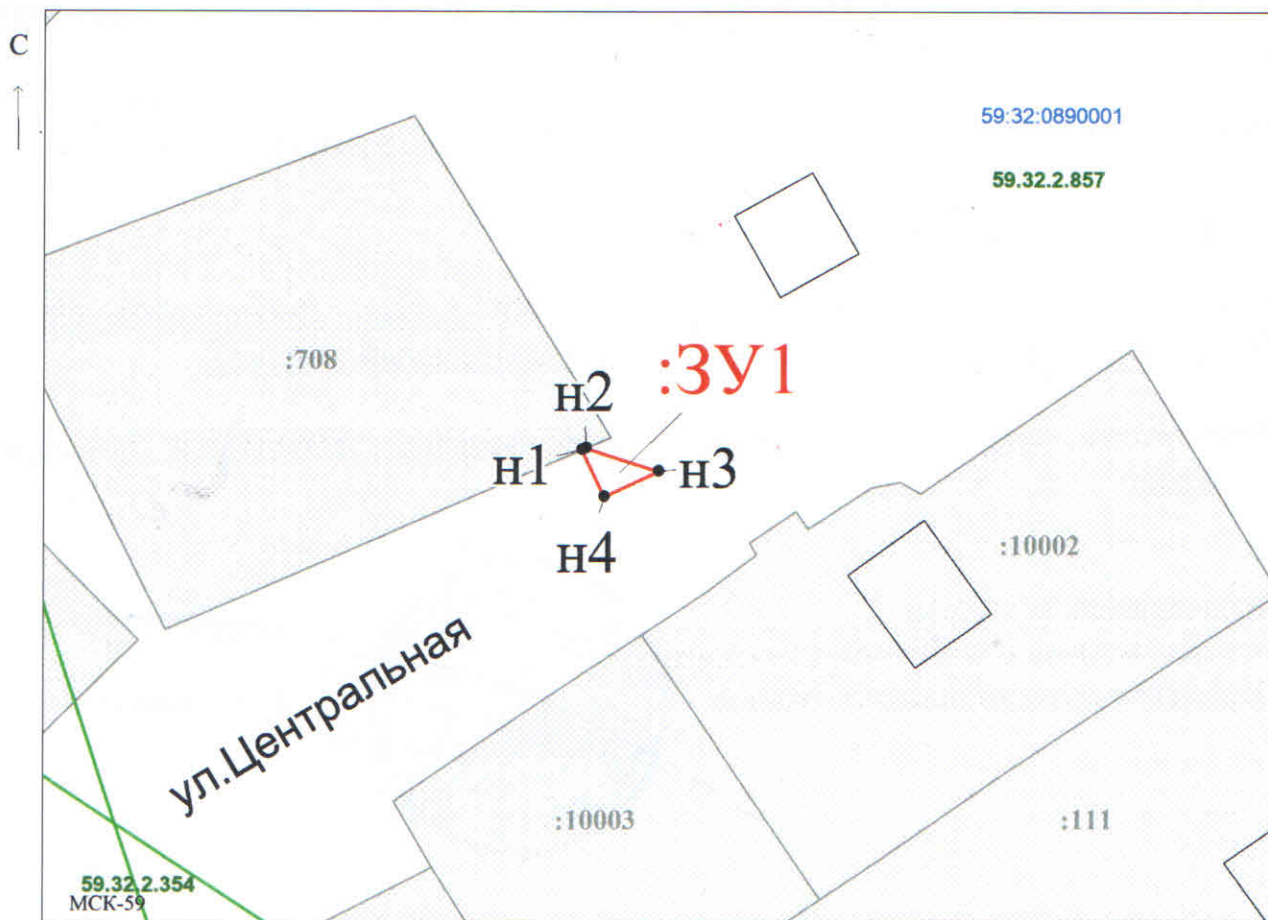 С
59:32:0890001
59.32.2.857
:708
:ЗУ1
н2
н1
н3
н4
:10002
ул.Центральная
:10003
:111
59.32.2.354
МСК-59